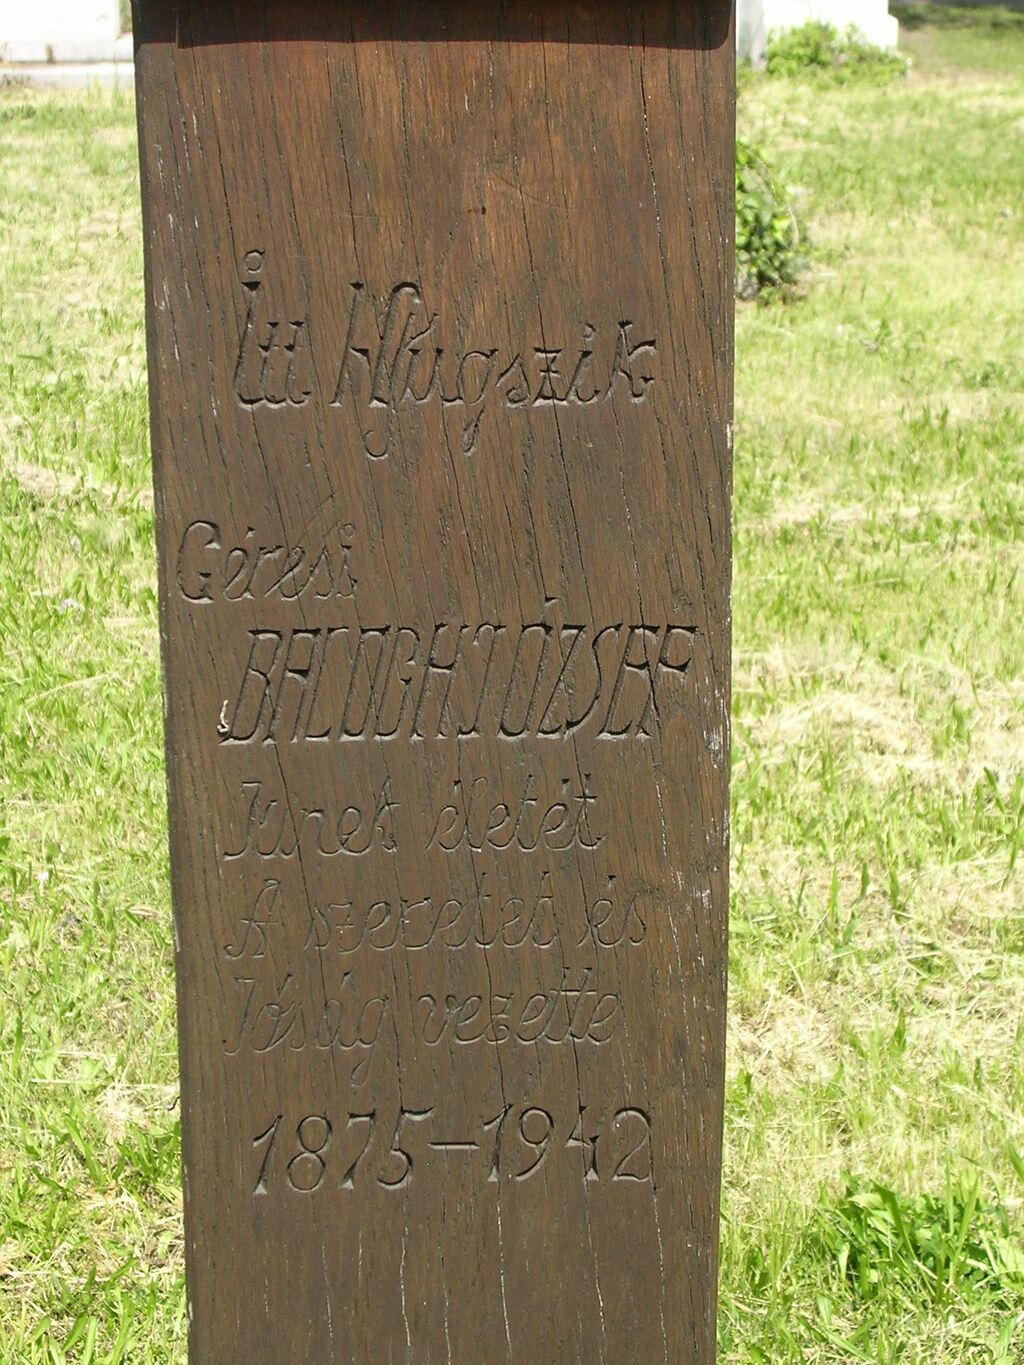 Itt Nyugszik
Géresi
BALOGH JÓZSEF
Kinek életét
A szeretet és
Jóság vezette
1875-1942